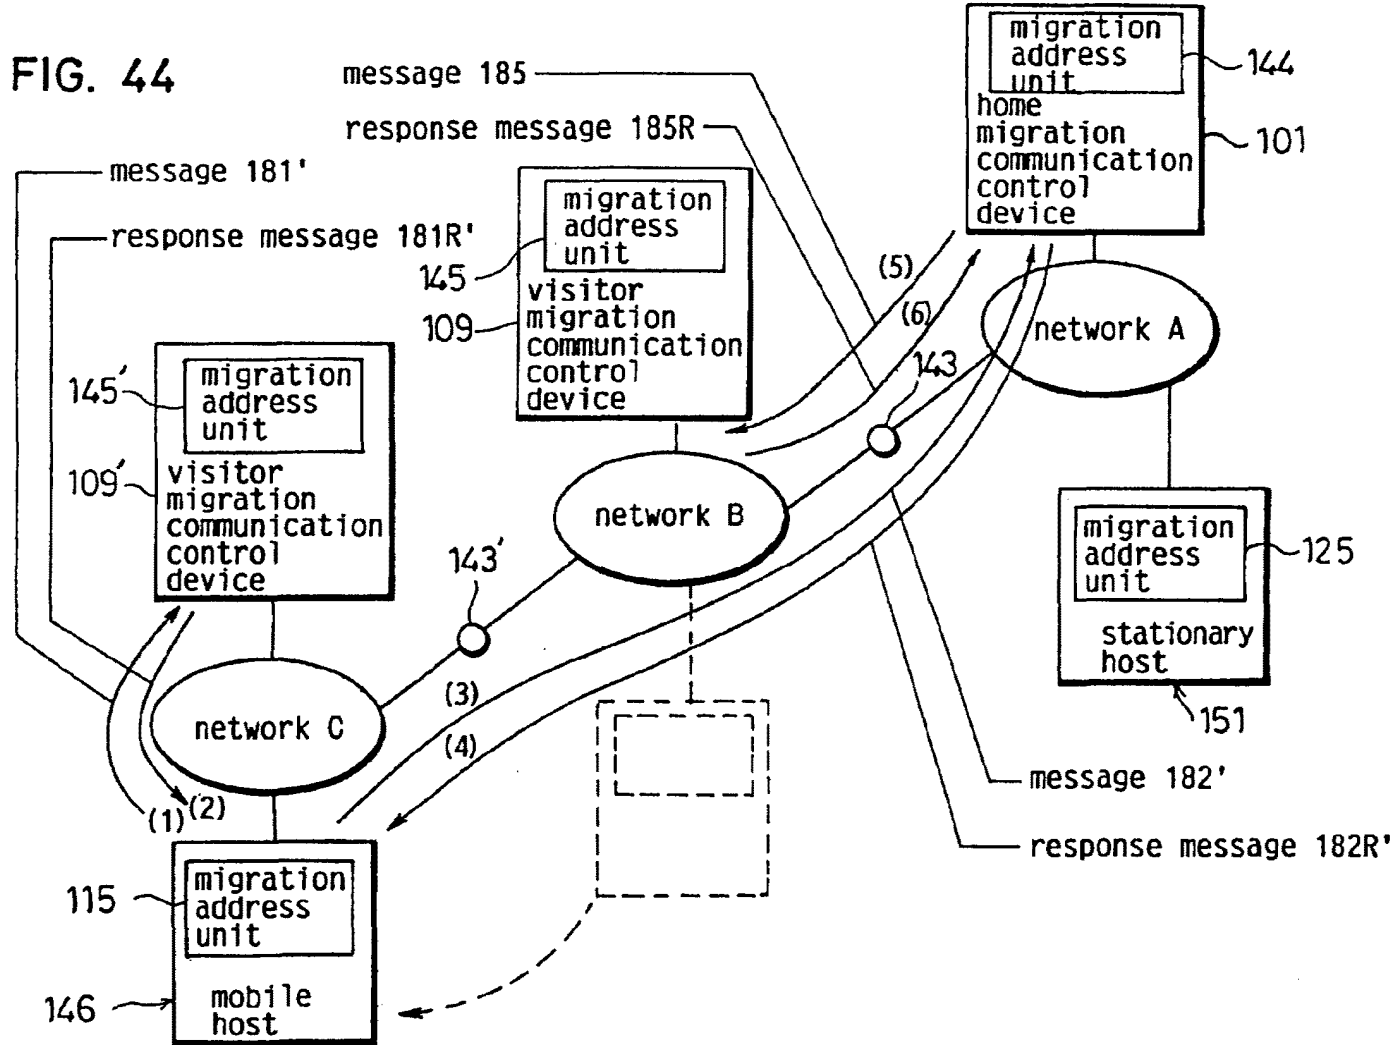 FIG. 44
message 185
response message 185R
message 181'
response message 181R'
migration
address
unit
home
migration
communication
control
device
144
101
migration
address
unit
visitor
migration
communication
control
device
145
109
(5)
(6)
143
network A
migration
address
unit
visitor
migration
communication
control
device
145'
109'
network B
143'
migration
address
unit
stationary
host
125
151
network C
(3)
(4)
(1)
(2)
message 182'
response message 182R'
migration
address
unit
mobile
host
115
146